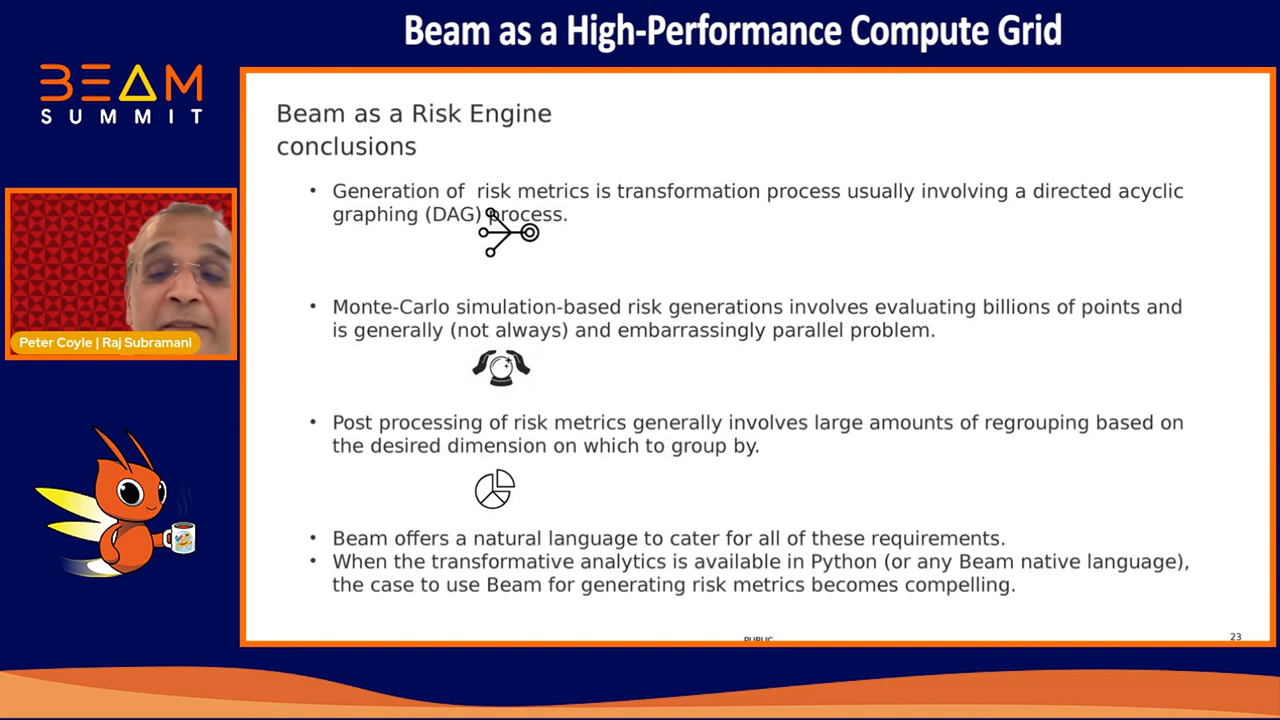 Beam as a High-Performance Compute Grid
BEAM
SUMMIT
Beam as a Risk Engine
conclusions
• Generation of risk metrics is transformation process usually involving a directed acyclic
graphing (DAG) process.
• Monte-Carlo simulation-based risk generations involves evaluating billions of points and
is generally (not always) and embarrassingly parallel problem.
• Post processing of risk metrics generally involves large amounts of regrouping based on
the desired dimension on which to group by.
• Beam offers a natural language to cater for all of these requirements.
• When the transformative analytics is available in Python (or any Beam native language),
the case to use Beam for generating risk metrics becomes compelling.
PUBLIC
23
Peter Coyle | Raj Subramani